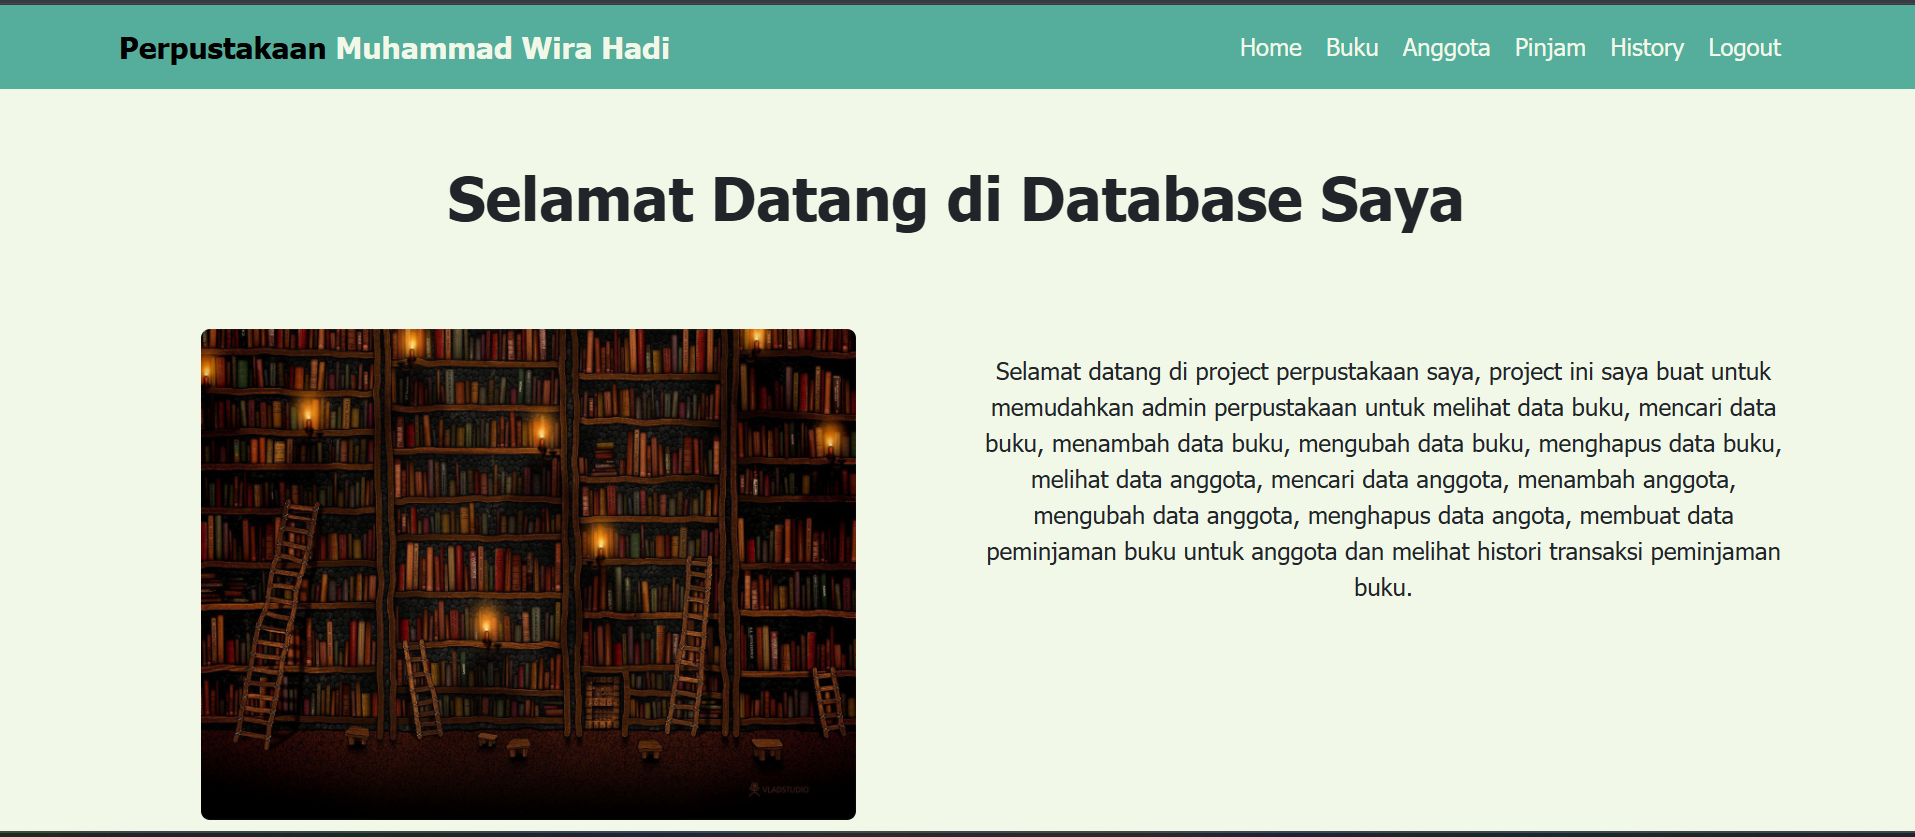 Perpustakaan Muhammad Wira Hadi
Home Buku Anggota Pinjam History Logout
Selamat Datang di Database Saya
Selamat datang di project perpustakaan saya, project ini saya buat untuk
memudahkan admin perpustakaan untuk melihat data buku, mencari data
buku, menambah data buku, mengubah data buku, menghapus data buku,
melihat data anggota, mencari data anggota, menambah anggota,
mengubah data anggota, menghapus data angota, membuat data
peminjaman buku untuk anggota dan melihat histori transaksi peminjaman
buku.
VLADSTUDIO